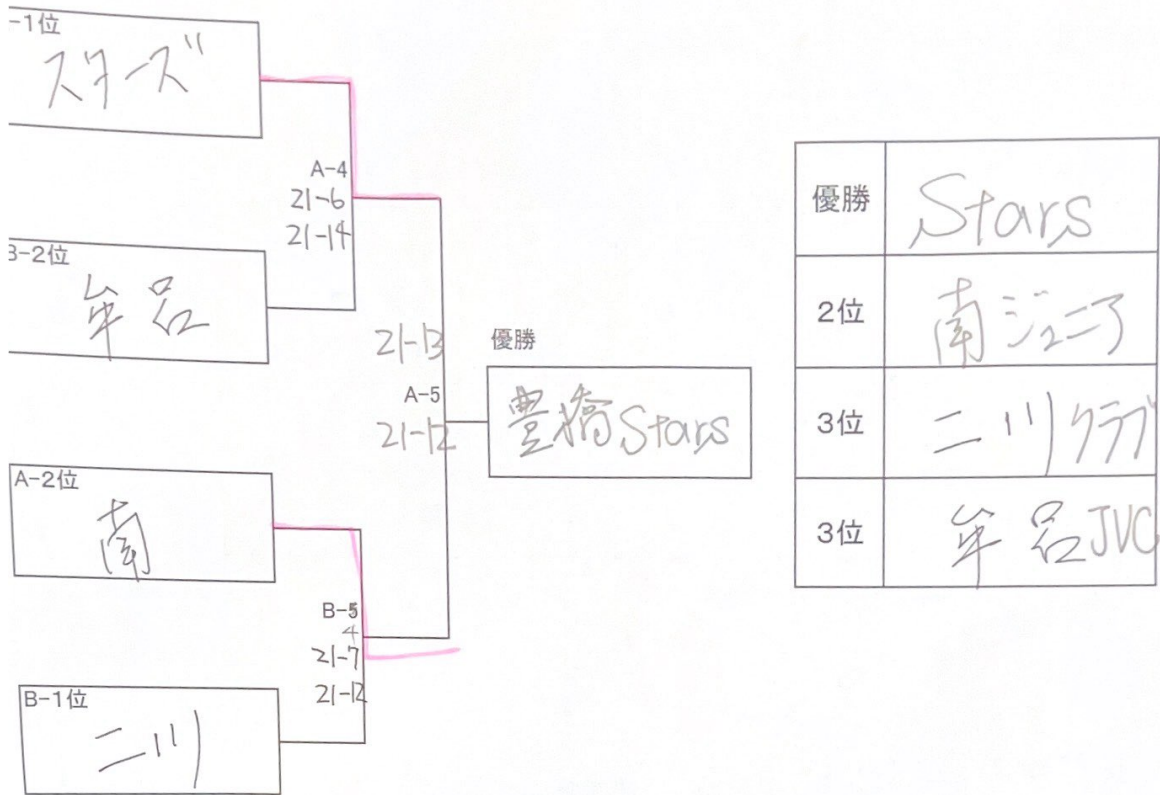 -1位
スターズ
A-4
21-6
21-14
B-2位
牟呂
21-13
A-5
21-12
優勝
豊橋Stars
A-2位
南
B-5
4
21-7
21-12
B-1位
二川
優勝 Stars
2位 南ジュニア
3位 二川クラブ
3位 牟呂JVC